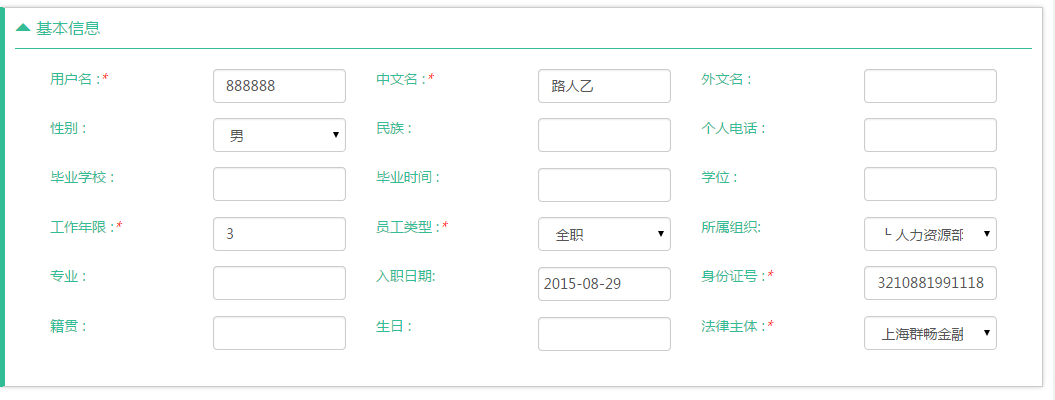 基本信息
用户名 :* 888888 中文名 :* 路人乙 外文名 :
性别 : 男 民族 : 个人电话 :
毕业学校 : 毕业时间 : 学位 :
工作年限 :* 3 员工类型 :* 全职 所属组织: └ 人力资源部
专业 : 入职日期: 2015-08-29 身份证号 :* 3210881991118
籍贯 : 生日 : 法律主体 :* 上海群畅金融